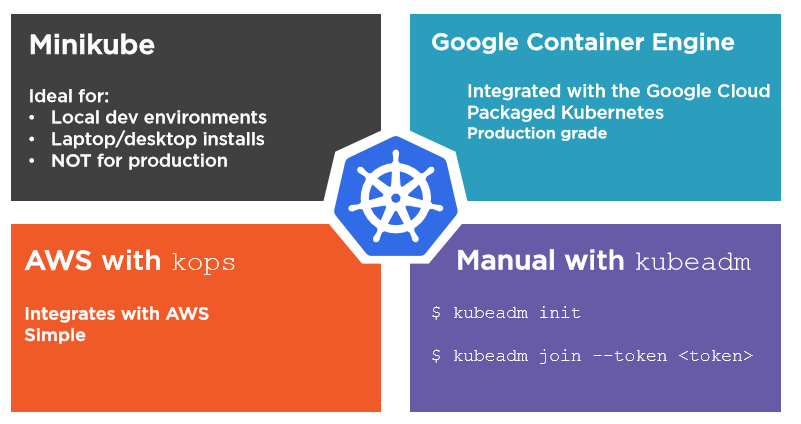 Minikube
Ideal for:
• Local dev environments
• Laptop/desktop installs
• NOT for production
Google Container Engine
Integrated with the Google Cloud
Packaged Kubernetes
Production grade
AWS with kops
Integrates with AWS
Simple
Manual with kubeadm
$ kubeadm init
$ kubeadm join --token <token>